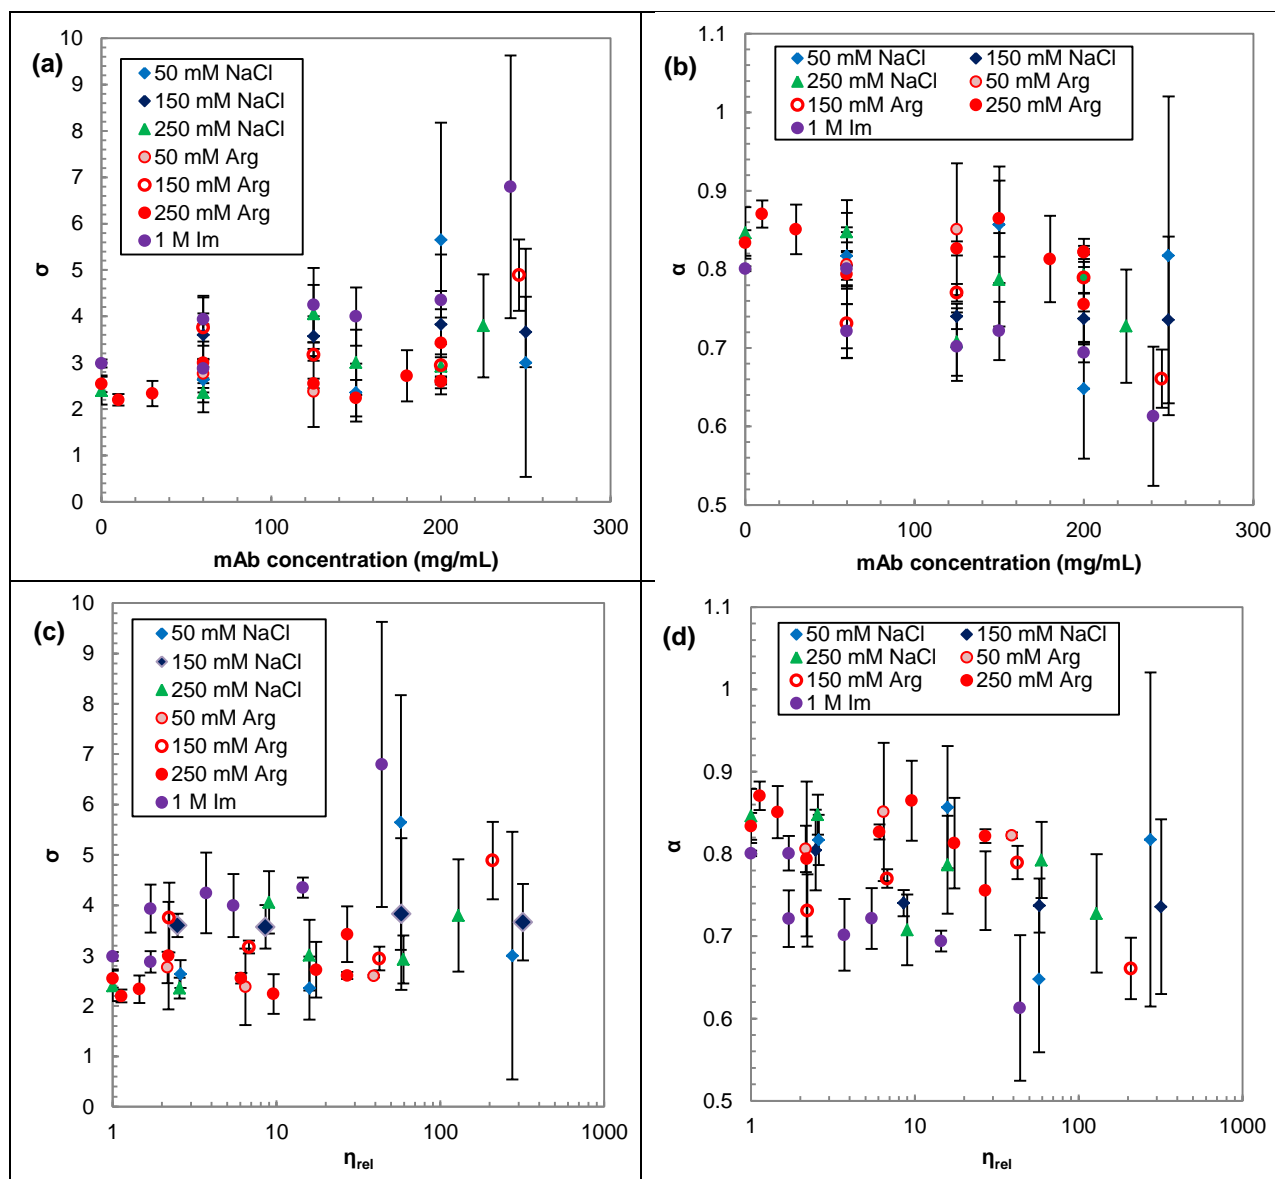 (a)
10
9
8
7
6
5
4
3
2
1
0
σ
50 mM NaCl
150 mM NaCl
250 mM NaCl
50 mM Arg
150 mM Arg
250 mM Arg
1 M Im
0 100 200 300
mAb concentration (mg/mL)
(b)
1.1
1
0.9
0.8
0.7
0.6
0.5
α
50 mM NaCl 150 mM NaCl
250 mM NaCl 50 mM Arg
150 mM Arg 250 mM Arg
1 M Im
0 100 200 300
mAb concentration (mg/mL)
(c)
10
9
8
7
6
5
4
3
2
1
0
σ
50 mM NaCl
150 mM NaCl
250 mM NaCl
50 mM Arg
150 mM Arg
250 mM Arg
1 M Im
1 10 100 1000
ηrel
(d)
1.1
1
0.9
0.8
0.7
0.6
0.5
α
50 mM NaCl 150 mM NaCl
250 mM NaCl 50 mM Arg
150 mM Arg 250 mM Arg
1 M Im
1 10 100 1000
ηrel